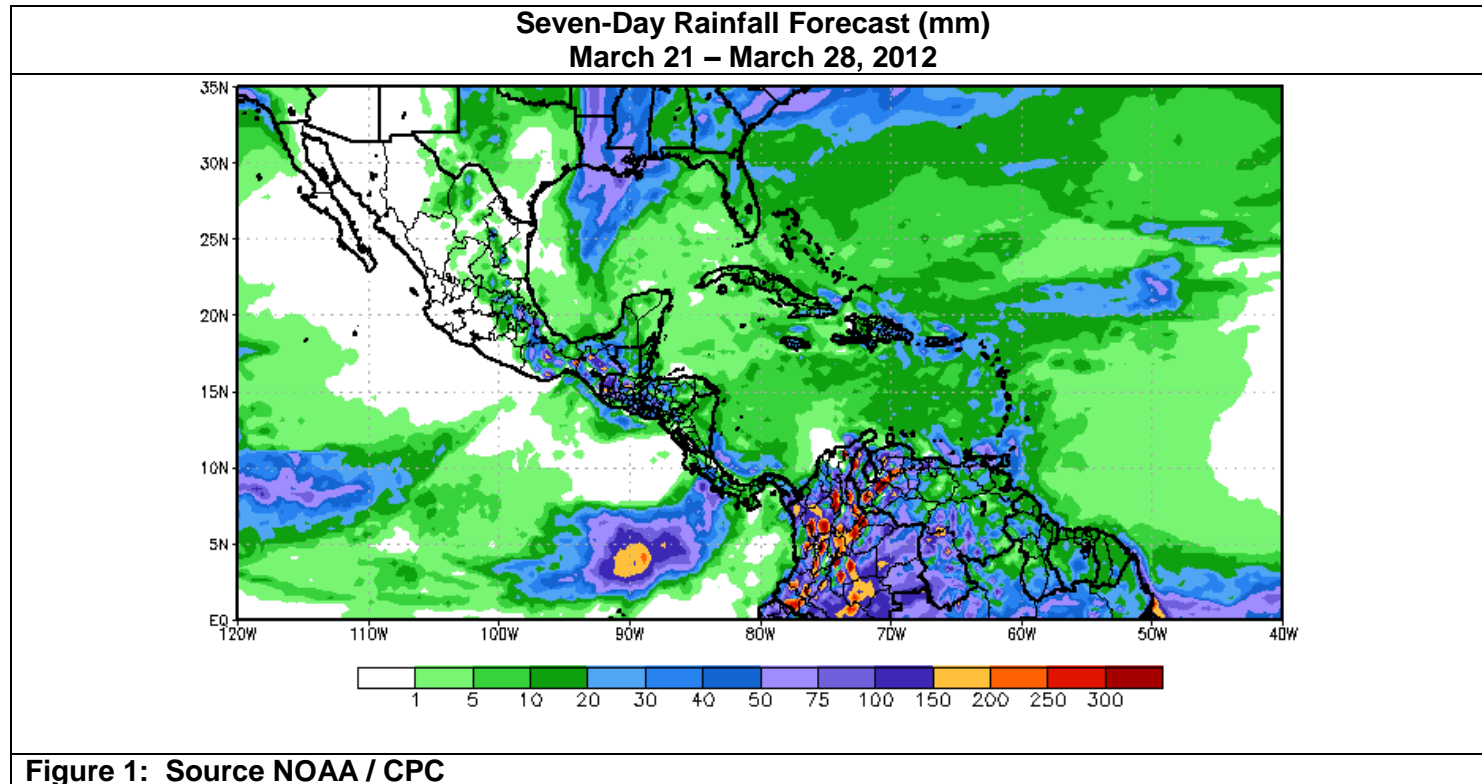 Seven-Day Rainfall Forecast (mm)
March 21 – March 28, 2012
35N
30N
25N
20N
15N
10N
5N
EQ
120W 110W 100W 90W 80W 70W 60W 50W 40W
1 5 10 20 30 40 50 75 100 150 200 250 300
Figure 1: Source NOAA / CPC